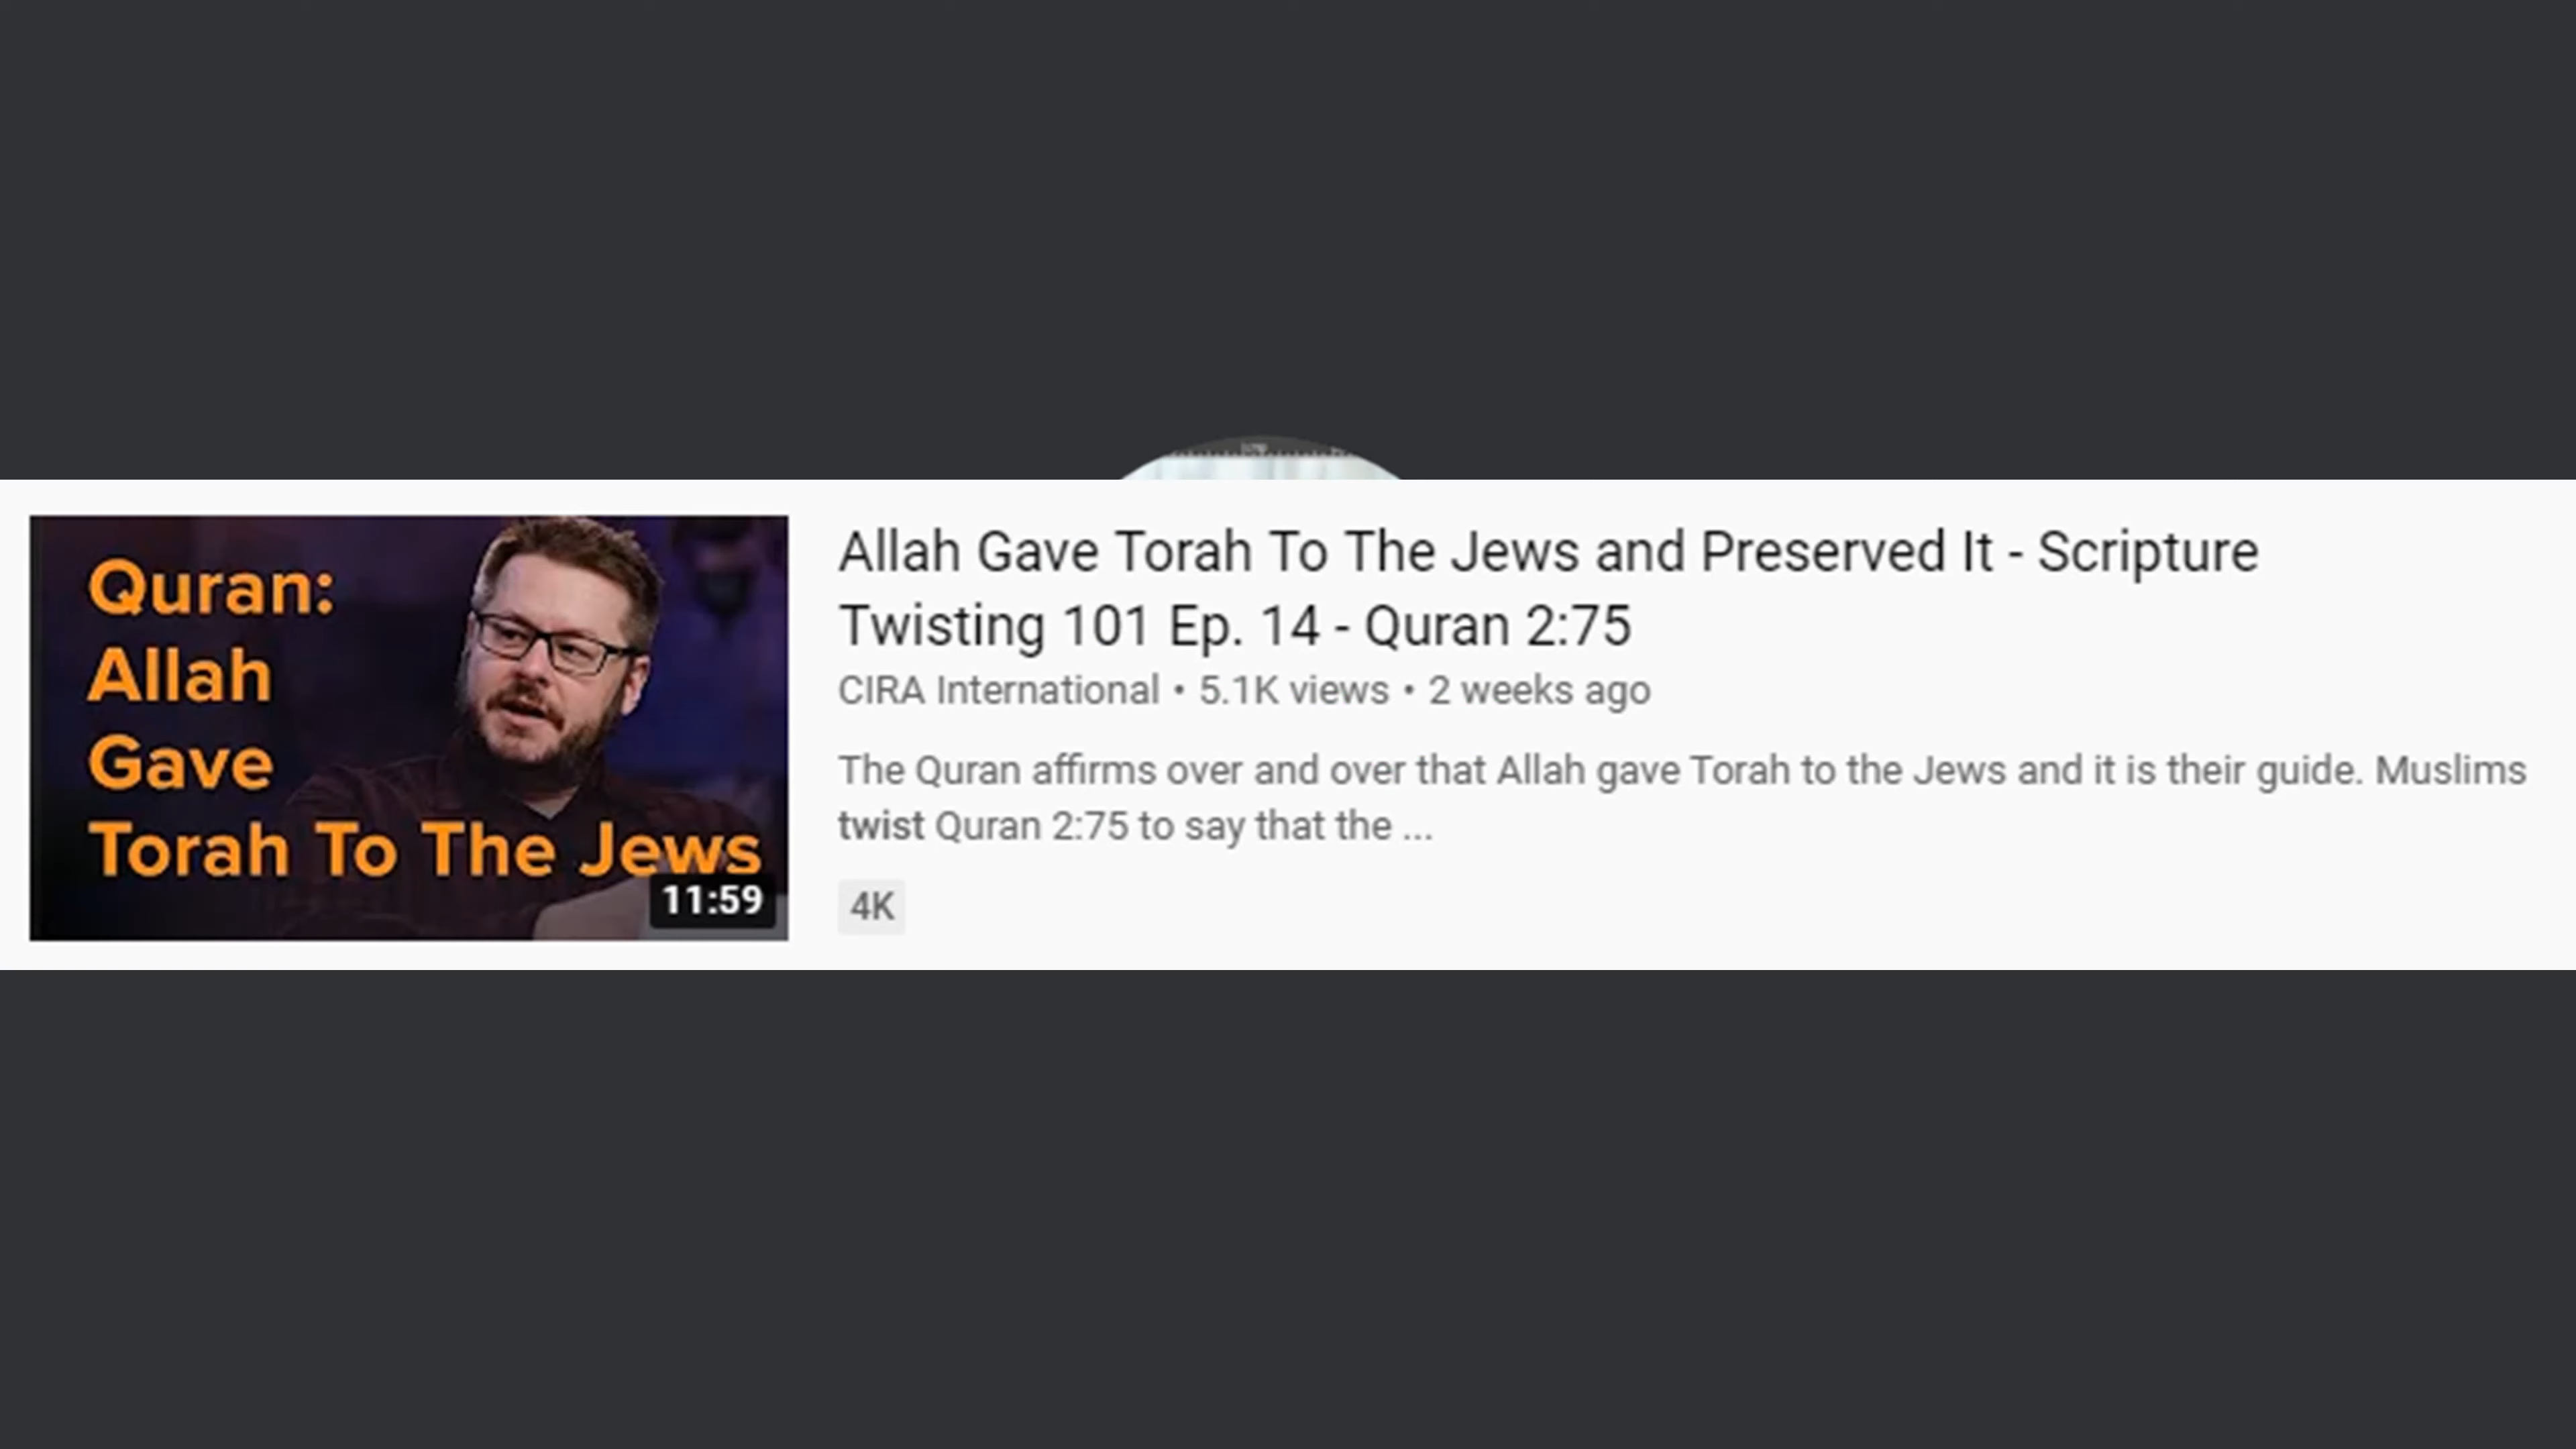 Quran:
Allah
Gave
Torah To The Jews
11:59
Allah Gave Torah To The Jews and Preserved It - Scripture
Twisting 101 Ep. 14 - Quran 2:75
CIRA International • 5.1K views • 2 weeks ago
The Quran affirms over and over that Allah gave Torah to the Jews and it is their guide. Muslims
twist Quran 2:75 to say that the ...
4K